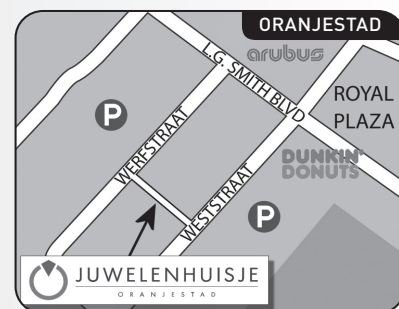 ORANJESTAD
arubus
L.G. SMITH BLVD
ROYAL
PLAZA
P
WERFSTRAAT
DUNKIN'
DONUTS
WESTSTRAAT
P
JUWELENHUISJE
ORANJESTAD